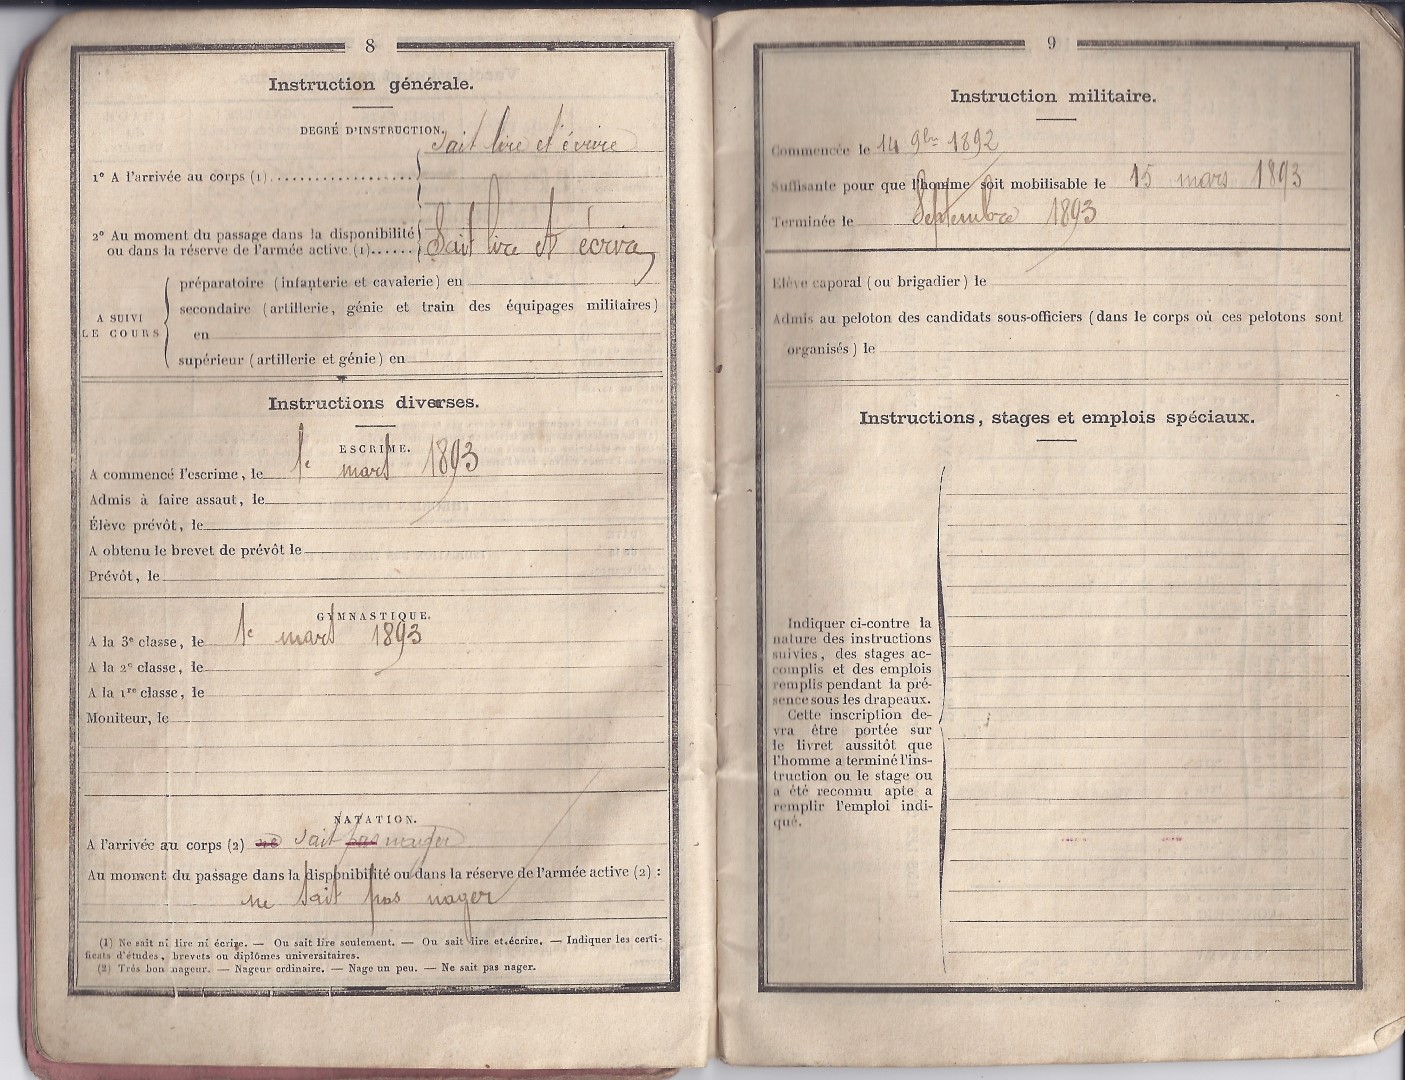 8
Instruction générale.
DEGRÉ D'INSTRUCTION.
Sait lire et écrire
1° A l'arrivée au corps (1)
2° Au moment du passage dans la disponibilité
ou dans la réserve de l'armée active (1)...... Sait lire et écrire
A SUIVI
LE COURS
préparatoire (infanterie et cavalerie) en
secondaire (artillerie, génie et train des équipages militaires)
en
supérieur (artillerie et génie) en
Instructions diverses.
ESCRIME.
A commencé l'escrime, le 1e mars 1893
Admis à faire assaut, le
Élève prévôt, le
A obtenu le brevet de prévôt le
Prévôt, le
GYMNASTIQUE.
A la 3e classe, le 1e mars 1893
A la 2e classe, le
A la 1re classe, le
Moniteur, le
NATATION.
A l'arrivée au corps (2) ne sait pas nager
Au moment du passage dans la disponibilité ou dans la réserve de l'armée active (2) :
ne sait pas nager
(1) Ne sait ni lire ni écrire. — Ou sait lire seulement. — Ou sait lire et écrire. — Indiquer les certi-
ficats d'études, brevets ou diplômes universitaires.
(2) Très bon nageur. — Nageur ordinaire. — Nage un peu. — Ne sait pas nager.
9
Instruction militaire.
Commencée le 14 9bre 1892
Suffisante pour que l'homme soit mobilisable le 15 mars 1893
Terminée le Septembre 1893
Elève caporal (ou brigadier) le
Admis au peloton des candidats sous-officiers (dans le corps où ces pelotons sont
organisés) le
Instructions, stages et emplois spéciaux.
Indiquer ci-contre la
nature des instructions
suivies, des stages ac-
complis et des emplois
remplis pendant la pré-
sence sous les drapeaux.
Cette inscription de-
vra être portée sur
le livret aussitôt que
l'homme a terminé l'ins-
truction ou le stage ou
a été reconnu apte a
remplir l'emploi indi-
qué.